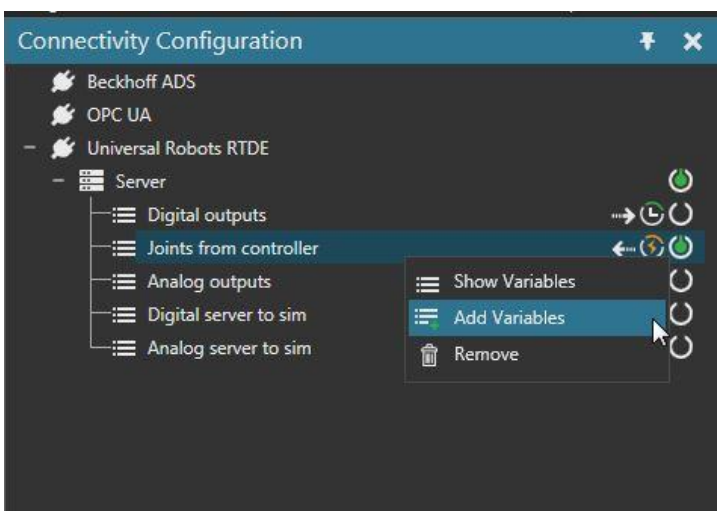 Connectivity Configuration
Beckhoff ADS
OPC UA
Universal Robots RTDE
Server
Digital outputs
Joints from controller
Analog outputs
Show Variables
Digital server to sim
Add Variables
Analog server to sim
Remove